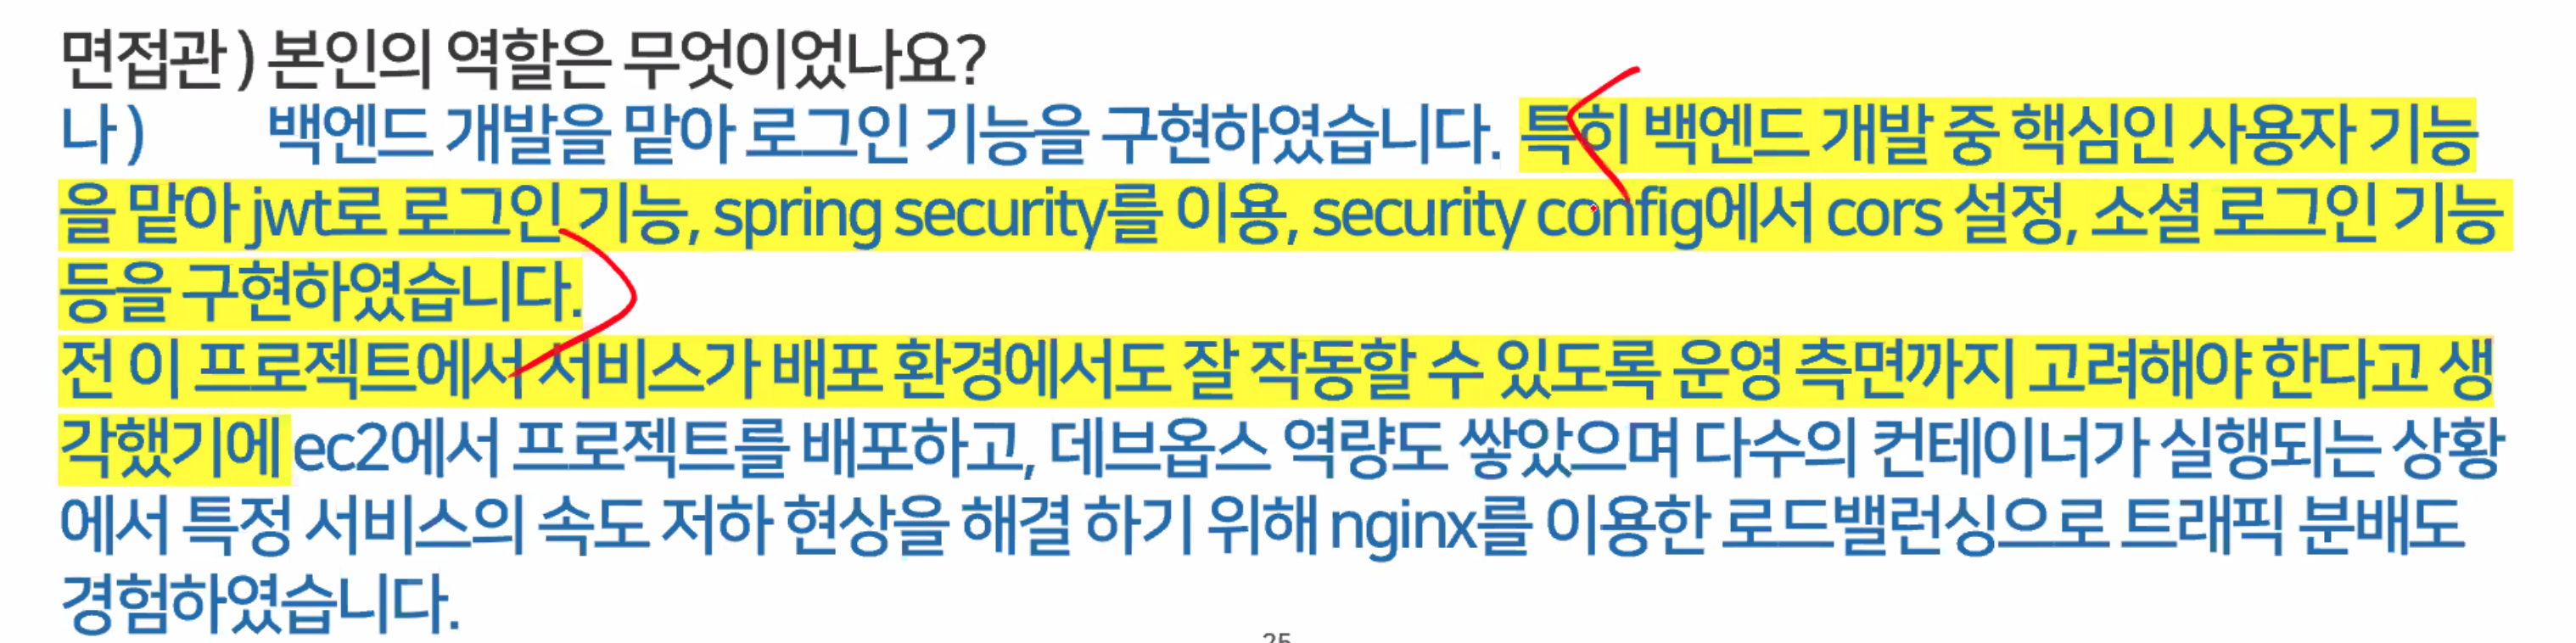 면접관 ) 본인의 역할은 무엇이었나요?
나 ) 백엔드 개발을 맡아 로그인 기능을 구현하였습니다. 특히 백엔드 개발 중 핵심인 사용자 기능
을 맡아 jwt로 로그인 기능, spring security를 이용, security config에서 cors 설정, 소셜 로그인 기능
등을 구현하였습니다.
전 이 프로젝트에서 서비스가 배포 환경에서도 잘 작동할 수 있도록 운영 측면까지 고려해야 한다고 생
각했기에 ec2에서 프로젝트를 배포하고, 데브옵스 역량도 쌓았으며 다수의 컨테이너가 실행되는 상황
에서 특정 서비스의 속도 저하 현상을 해결 하기 위해 nginx를 이용한 로드밸런싱으로 트래픽 분배도
경험하였습니다.
25